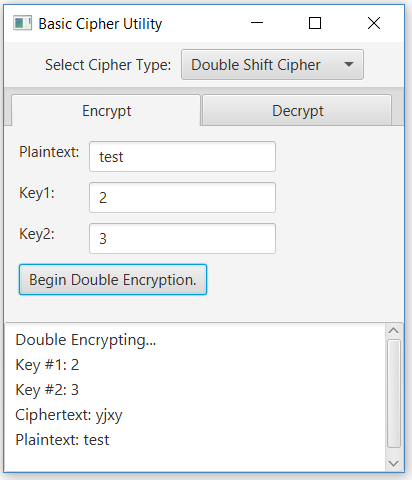 Basic Cipher Utility
Select Cipher Type: Double Shift Cipher
Encrypt Decrypt
Plaintext: test
Key1: 2
Key2: 3
Begin Double Encryption.
Double Encrypting...
Key #1: 2
Key #2: 3
Ciphertext: yjxy
Plaintext: test